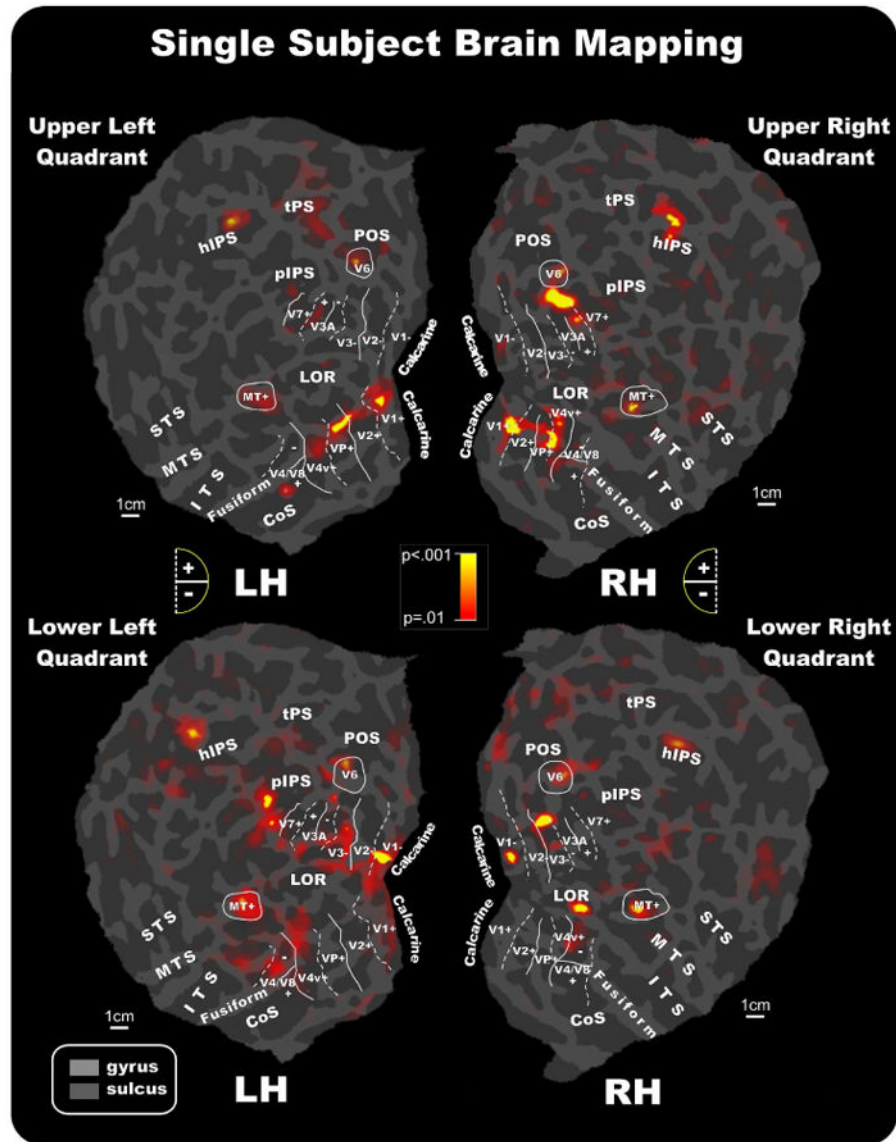 Single Subject Brain Mapping
Upper Left
Quadrant
tPS
hIPS
POS
V6
pIPS
V7+
+
-
V3A
V3-
V2-
V1-
Calcarine
LOR
MT+
Calcarine
V1+
V2+
VP+
V4v+
-
V4/V8
+
STS
MTS
ITS
Fusiform
CoS
1cm
Upper Right
Quadrant
tPS
hIPS
POS
V6
pIPS
V7+
V1-
V2
V3-
V3A
+
Calcarine
LOR
MT+
Calcarine
V4v+
V1+
V2+
VP+
-
V4/V8
+
STS
MTS
ITS
Fusiform
CoS
1cm
+
-
LH
p<.001
p=.01
RH
+
-
Lower Left
Quadrant
tPS
hIPS
POS
V6
pIPS
V7+
+
-
V3A
V3-
V2-
V1-
Calcarine
LOR
MT+
Calcarine
V1+
V2+
VP+
V4v+
-
V4/V8
+
STS
MTS
ITS
Fusiform
CoS
1cm
Lower Right
Quadrant
tPS
hIPS
POS
V6
pIPS
V7+
V1-
V2-
V3-
V3A
+
Calcarine
LOR
MT+
Calcarine
V1+
V4v+
V2+
VP+
-
V4/V8
+
STS
MTS
ITS
Fusiform
CoS
1cm
gyrus
sulcus
LH
RH